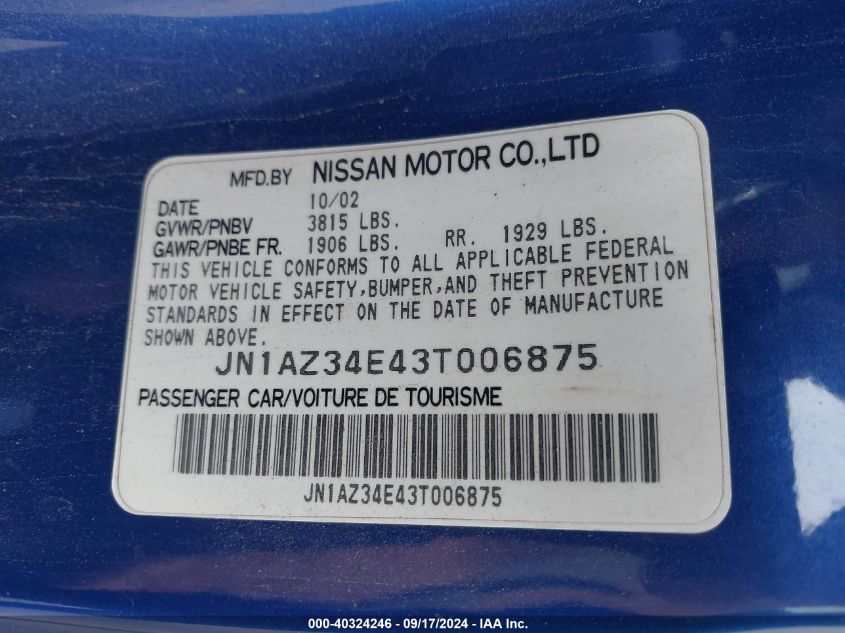 MFD.BY NISSAN MOTOR CO.,LTD
DATE 10/02
GVWR/PNBV 3815 LBS.
GAWR/PNBE FR. 1906 LBS. RR. 1929 LBS.
THIS VEHICLE CONFORMS TO ALL APPLICABLE FEDERAL
MOTOR VEHICLE SAFETY,BUMPER,AND THEFT PREVENTION
STANDARDS IN EFFECT ON THE DATE OF MANUFACTURE
SHOWN ABOVE.
JN1AZ34E43T006875
PASSENGER CAR/VOITURE DE TOURISME
JN1AZ34E43T006875
000-40324246 - 09/17/2024 - IAA Inc.